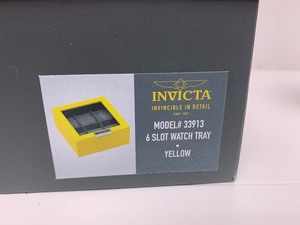 INVICTA
INVINCIBLE IN DETAIL
SINCE 1837
MODEL# 33913
6 SLOT WATCH TRAY
•
YELLOW